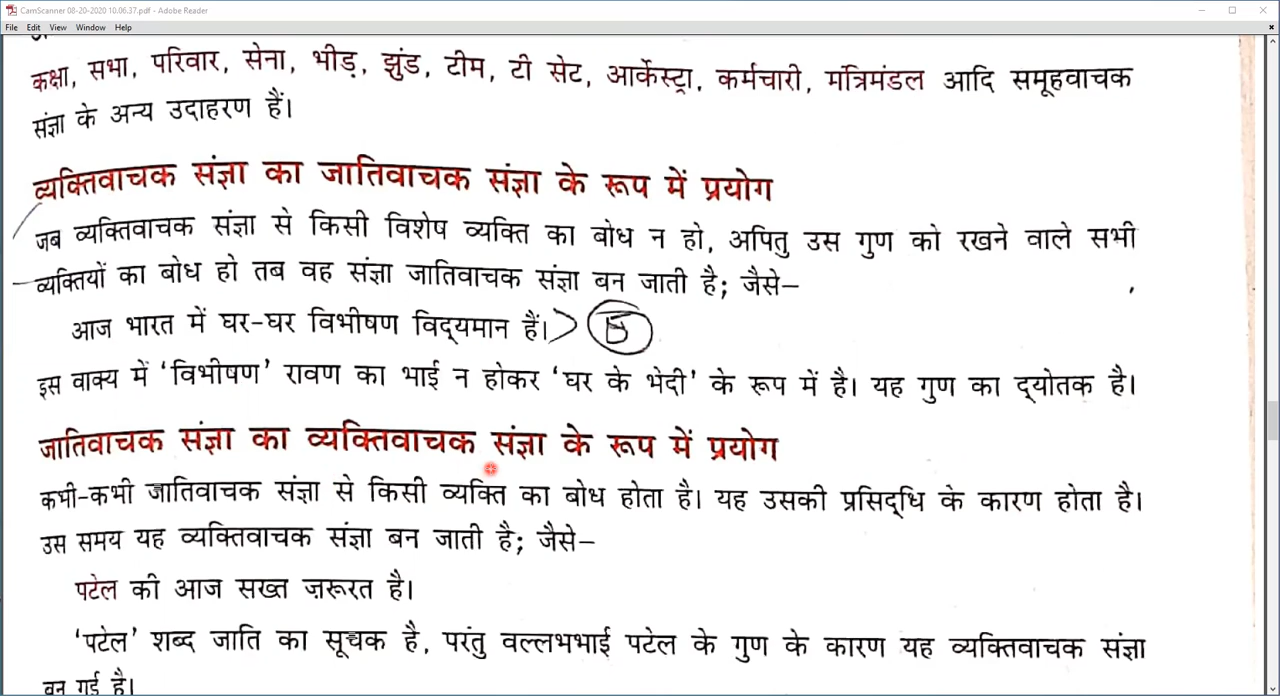 CamScanner 08-20-2020 10.06.37.pdf - Adobe Reader
File Edit View Window Help
कक्षा, सभा, परिवार, सेना, भीड़, झुंड, टीम, टी सेट, आर्केस्ट्रा, कर्मचारी, मंत्रिमंडल आदि समूहवाचक
संज्ञा के अन्य उदाहरण हैं।
व्यक्तिवाचक संज्ञा का जातिवाचक संज्ञा के रूप में प्रयोग
जब व्यक्तिवाचक संज्ञा से किसी विशेष व्यक्ति का बोध न हो, अपितु उस गुण को रखने वाले सभी
व्यक्तियों का बोध हो तब वह संज्ञा जातिवाचक संज्ञा बन जाती है; जैसे–
आज भारत में घर-घर विभीषण विद्यमान हैं।
इस वाक्य में ‘विभीषण’ रावण का भाई न होकर ‘घर के भेदी’ के रूप में है। यह गुण का द्योतक है।
जातिवाचक संज्ञा का व्यक्तिवाचक संज्ञा के रूप में प्रयोग
कभी-कभी जातिवाचक संज्ञा से किसी व्यक्ति का बोध होता है। यह उसकी प्रसिद्धि के कारण होता है।
उस समय यह व्यक्तिवाचक संज्ञा बन जाती है; जैसे–
पटेल की आज सख्त ज़रूरत है।
‘पटेल’ शब्द जाति का सूचक है, परंतु वल्लभभाई पटेल के गुण के कारण यह व्यक्तिवाचक संज्ञा
बन गई है।